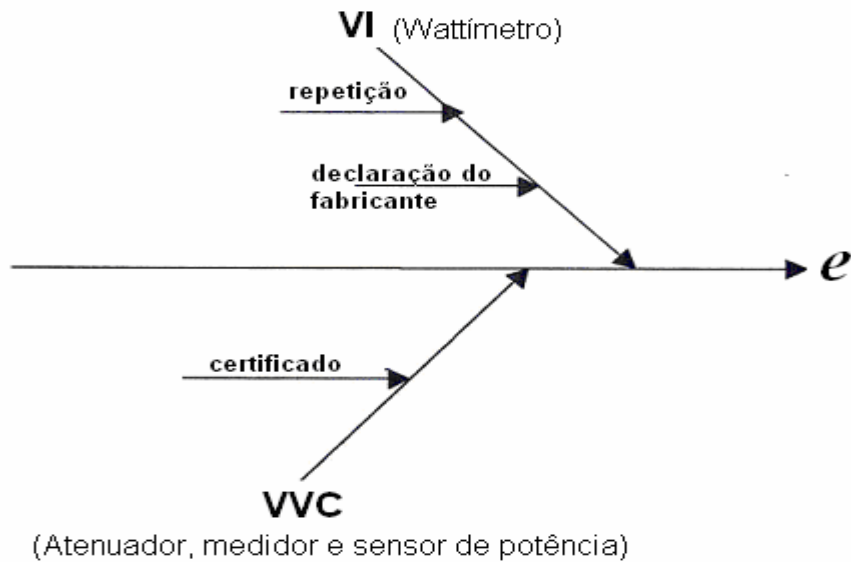 VI (Wattímetro)
repetição
declaração do
fabricante
e
certificado
VVC
(Atenuador, medidor e sensor de potência)